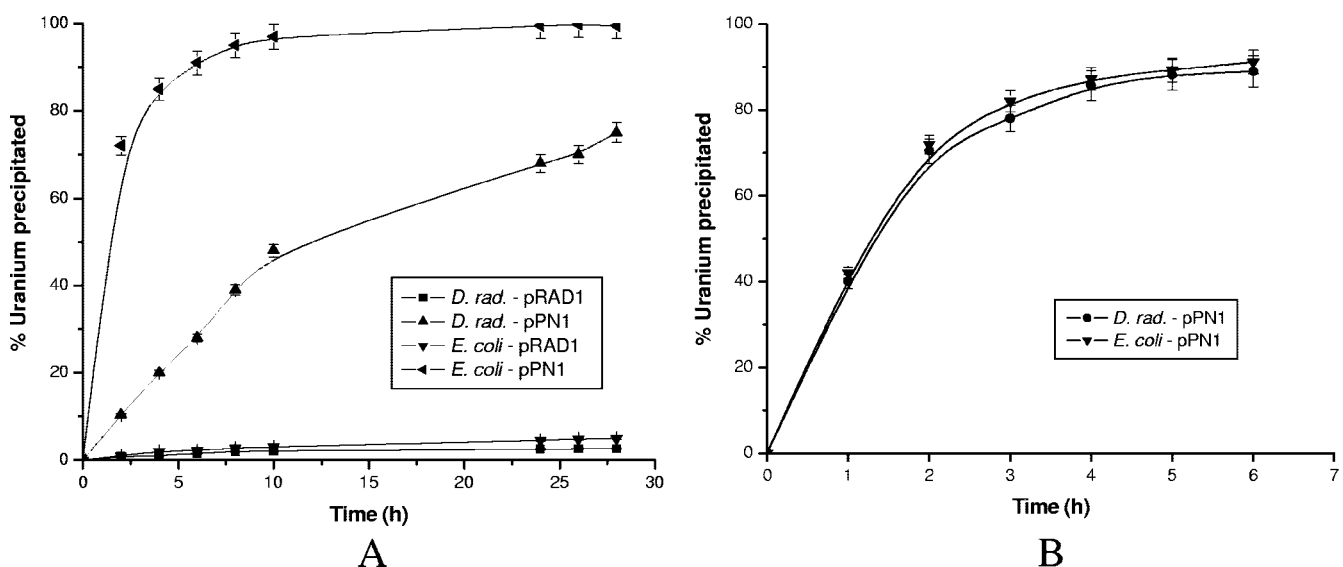 % Uranium precipitated
100
80
60
40
20
0
0 5 10 15 20 25 30
Time (h)
D. rad. - pRAD1
D. rad. - pPN1
E. coli - pRAD1
E. coli - pPN1
A
% Uranium precipitated
100
80
60
40
20
0
0 1 2 3 4 5 6 7
Time (h)
D. rad. - pPN1
E. coli - pPN1
B